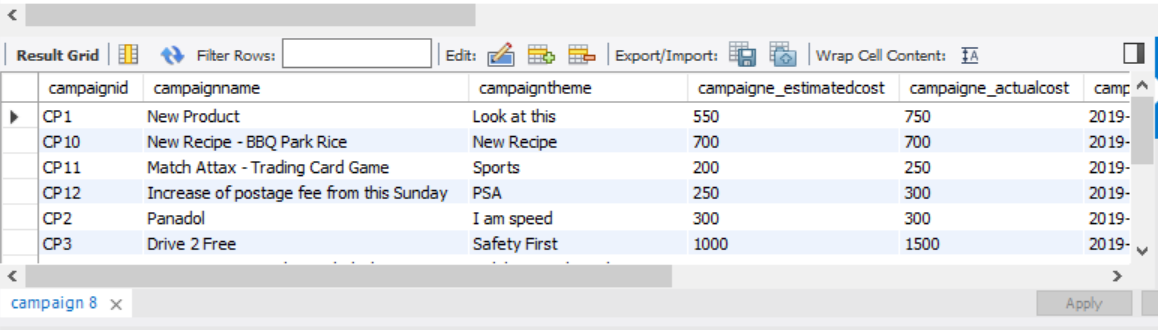 Result Grid Filter Rows: Edit: Export/Import: Wrap Cell Content:
campaignid campaignname campaigntheme campaigne_estimatedcost campaigne_actualcost camp
CP1 New Product Look at this 550 750 2019-
CP10 New Recipe - BBQ Park Rice New Recipe 700 700 2019-
CP11 Match Attax - Trading Card Game Sports 200 250 2019-
CP12 Increase of postage fee from this Sunday PSA 250 300 2019-
CP2 Panadol I am speed 300 300 2019-
CP3 Drive 2 Free Safety First 1000 1500 2019-
campaign 8 Apply